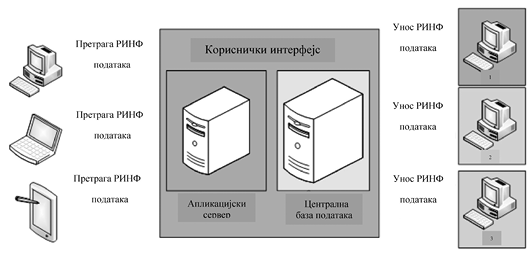 Претрага РИНФ
података
Претрага РИНФ
података
Претрага РИНФ
података
Кориснички интерфејс
Апликацијски
сервер
Централна
база података
Унос РИНФ
података
1
Унос РИНФ
података
2
Унос РИНФ
података
3